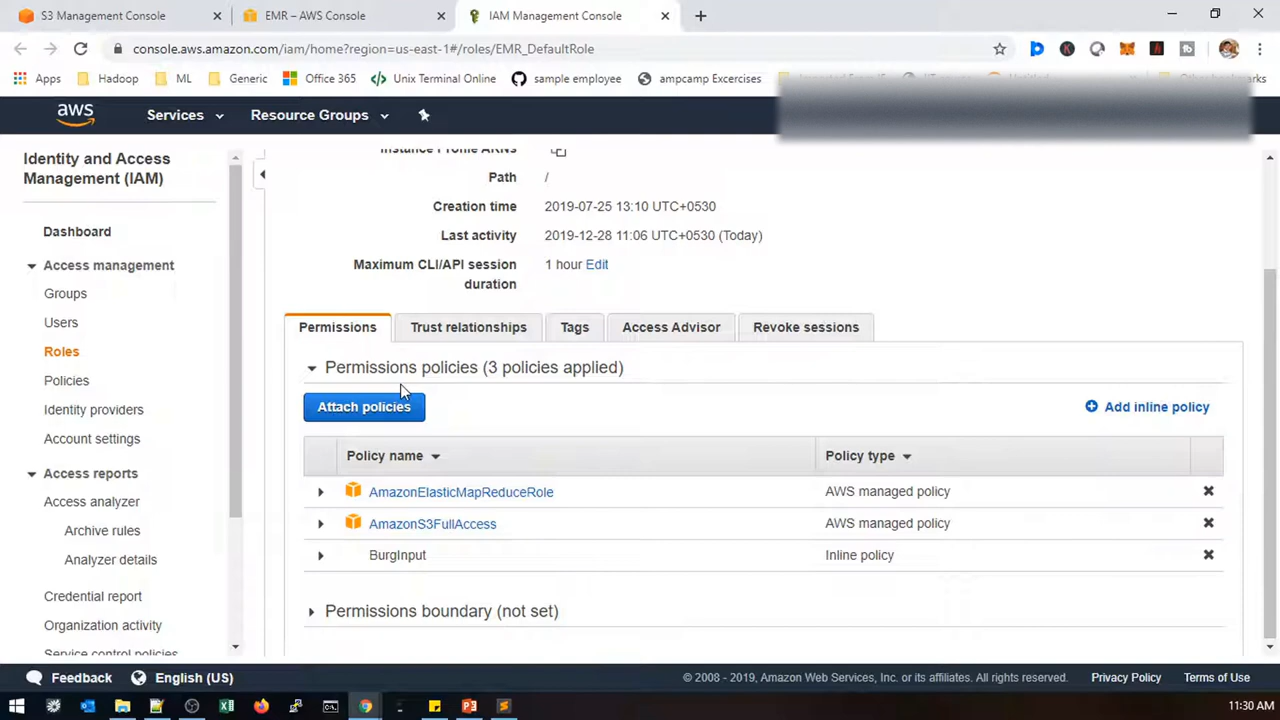 S3 Management Console
EMR – AWS Console
IAM Management Console
console.aws.amazon.com/iam/home?region=us-east-1#/roles/EMR_DefaultRole
Apps
Hadoop
ML
Generic
Office 365
Unix Terminal Online
sample employee
ampcamp Excercises
aws
Services
Resource Groups
Identity and Access
Management (IAM)
Dashboard
Access management
Groups
Users
Roles
Policies
Identity providers
Account settings
Access reports
Access analyzer
Archive rules
Analyzer details
Credential report
Organization activity
Service control policies
Instance Profile ARNs
Path /
Creation time 2019-07-25 13:10 UTC+0530
Last activity 2019-12-28 11:06 UTC+0530 (Today)
Maximum CLI/API session 1 hour Edit
duration
Permissions
Trust relationships
Tags
Access Advisor
Revoke sessions
Permissions policies (3 policies applied)
Attach policies
Add inline policy
Policy name
Policy type
AmazonElasticMapReduceRole AWS managed policy
AmazonS3FullAccess AWS managed policy
BurgInput Inline policy
Permissions boundary (not set)
Feedback
English (US)
© 2008 - 2019, Amazon Web Services, Inc. or its affiliates. All rights reserved.
Privacy Policy
Terms of Use
11:30 AM